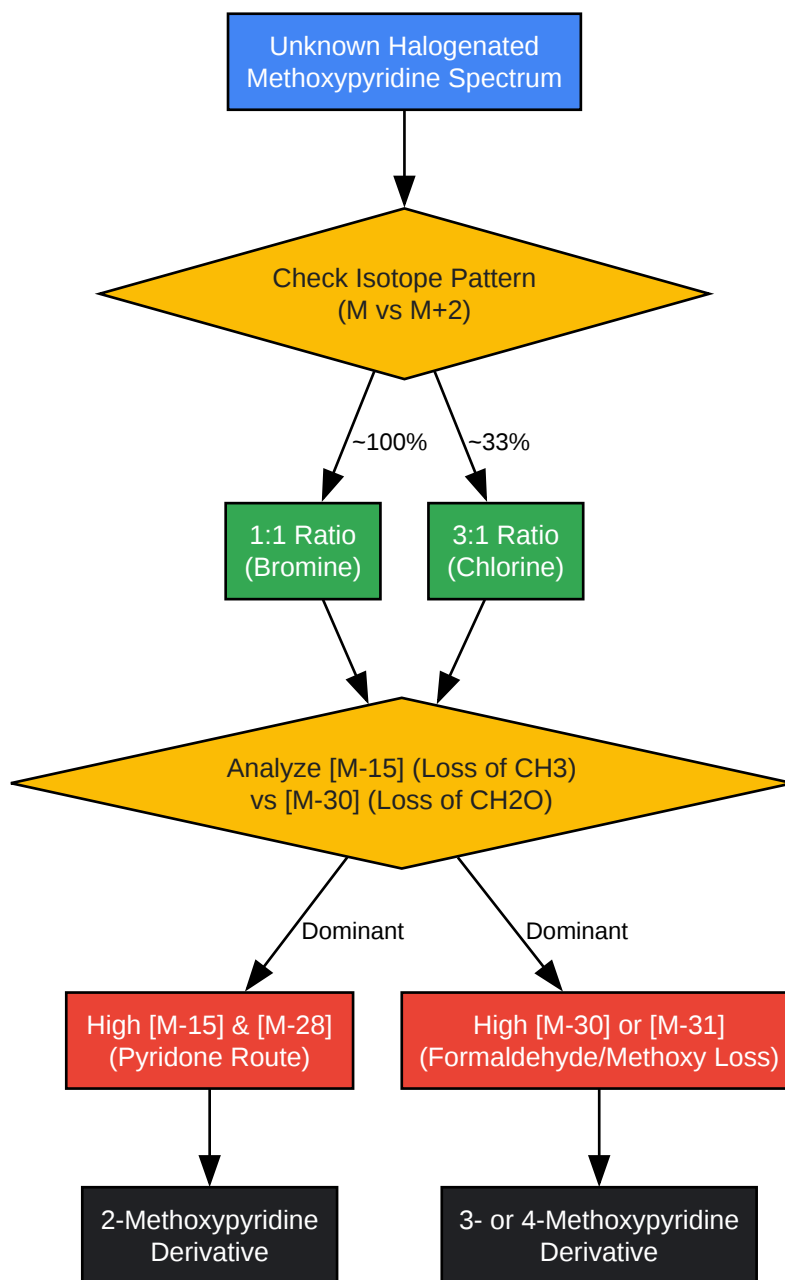 Unknown Halogenated
Methoxypyridine Spectrum
Check Isotope Pattern
(M vs M+2)
~100%
~33%
1:1 Ratio
(Bromine)
3:1 Ratio
(Chlorine)
Analyze [M-15] (Loss of CH3)
vs [M-30] (Loss of CH2O)
Dominant
Dominant
High [M-15] & [M-28]
(Pyridone Route)
High [M-30] or [M-31]
(Formaldehyde/Methoxy Loss)
2-Methoxypyridine
Derivative
3- or 4-Methoxypyridine
Derivative